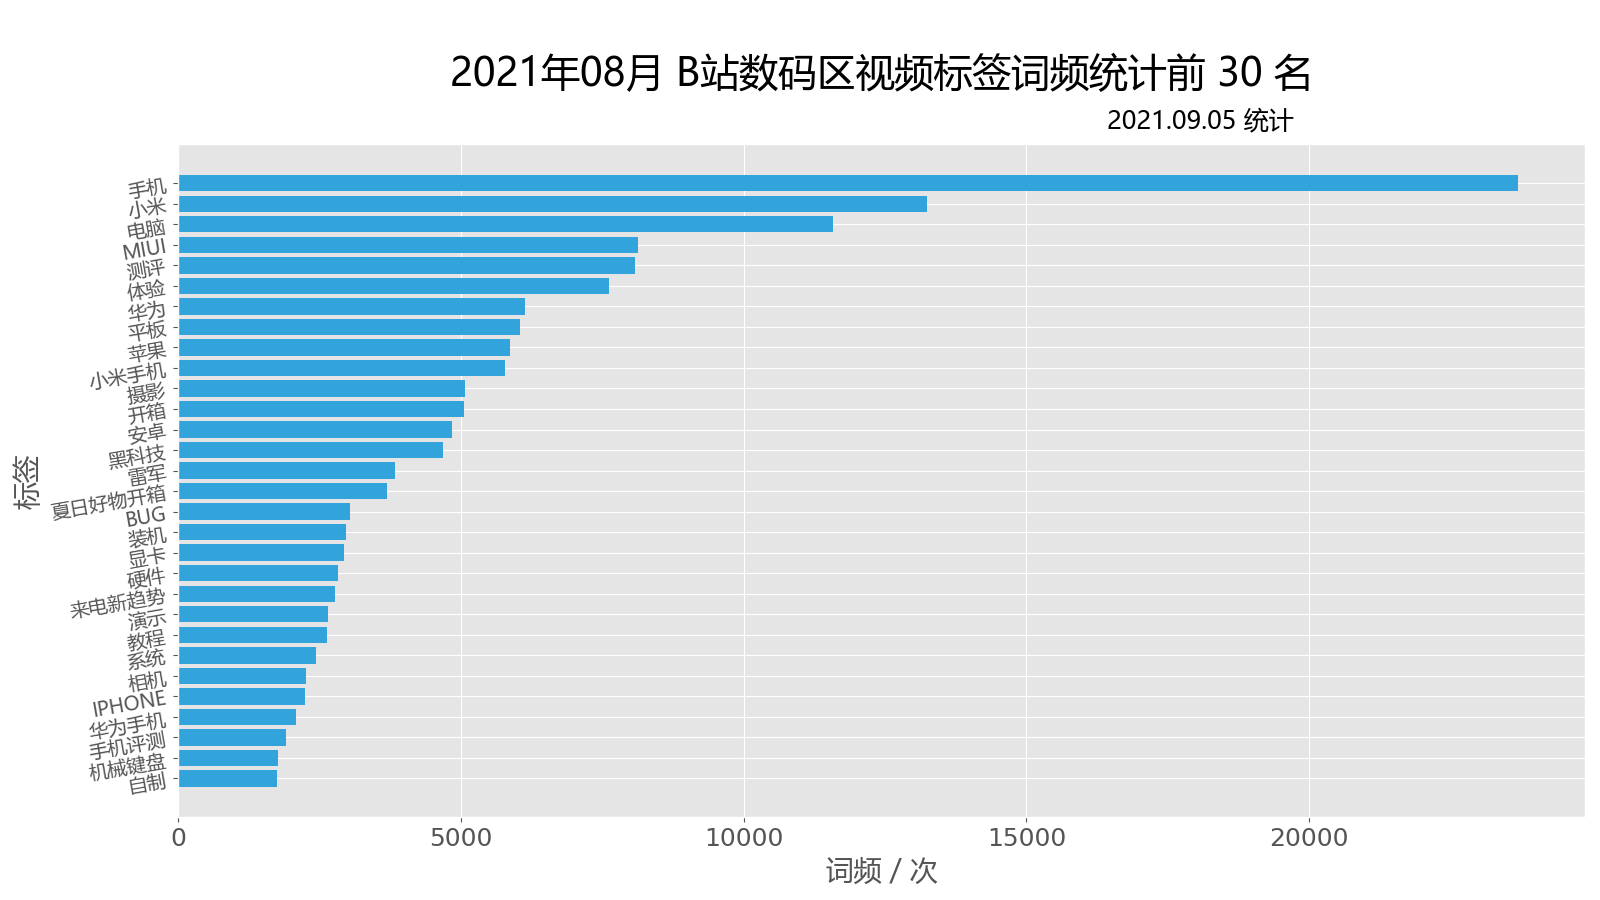 2021年08月 B站数码区视频标签词频统计前 30 名
2021.09.05 统计
手机
小米
电脑
MIUI
测评
体验
华为
平板
苹果
小米手机
摄影
开箱
安卓
黑科技
雷军
夏日好物开箱
BUG
装机
显卡
硬件
来电新趋势
演示
教程
系统
相机
IPHONE
华为手机
手机评测
机械键盘
自制
标签
0 5000 10000 15000 20000
词频 / 次